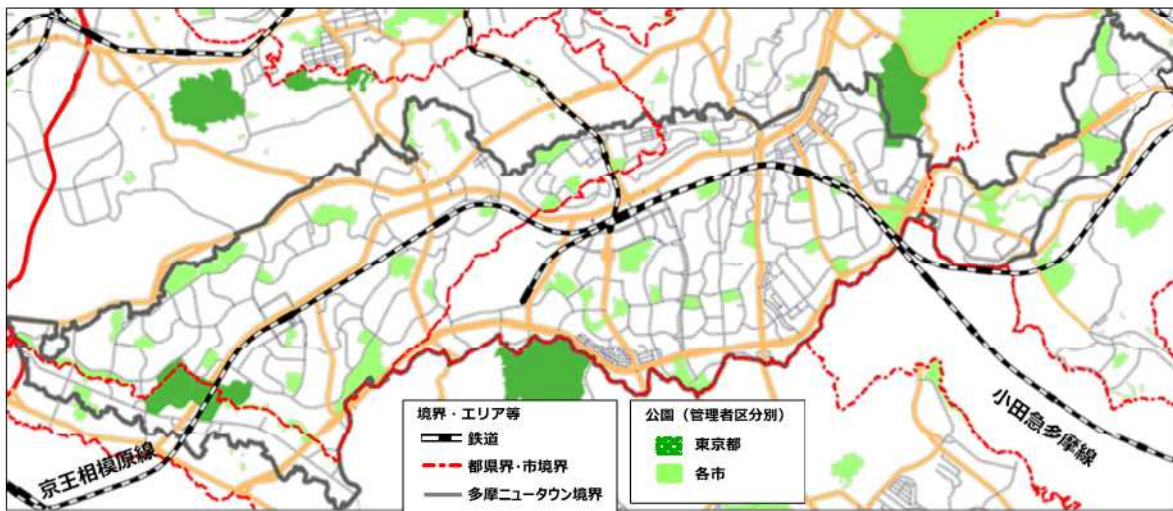 京王相模原線
小田急多摩線
境界・エリア等
鉄道
都県界・市境界
多摩ニュータウン境界
公園（管理者区分別）
東京都
各市